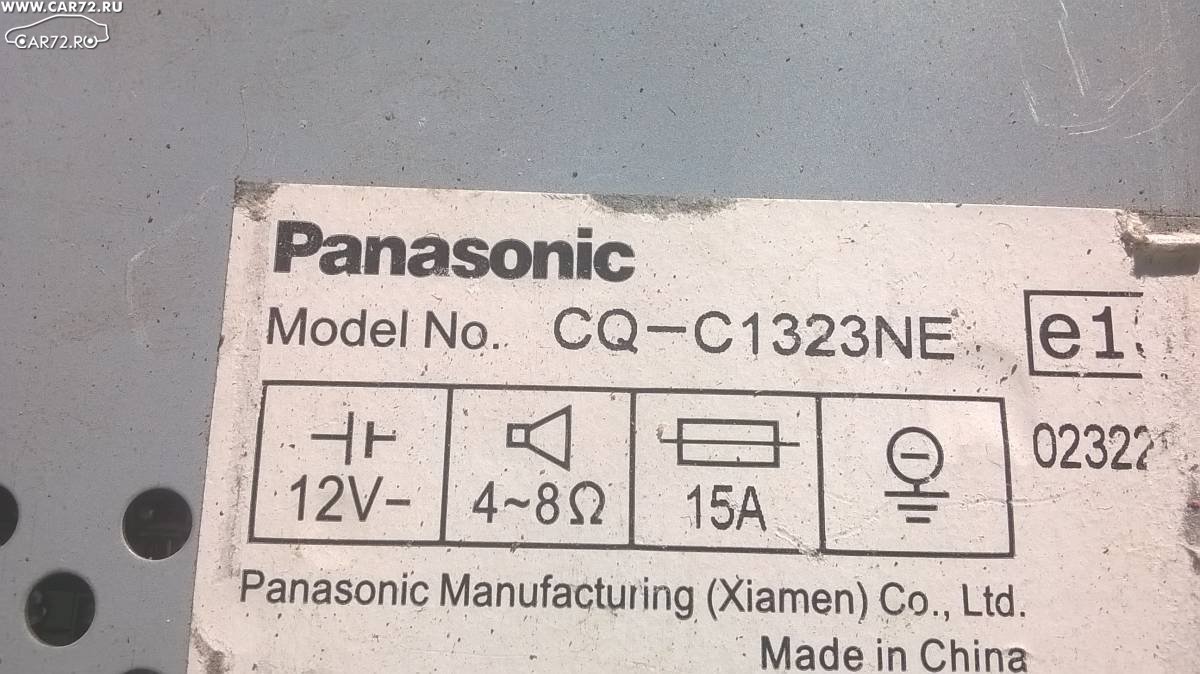 WWW.CAR72.RU
CAR72.RU
Panasonic
Model No. CQ-C1323NE
12V-
4~8Ω
15A
Panasonic Manufacturing (Xiamen) Co., Ltd.
Made in China